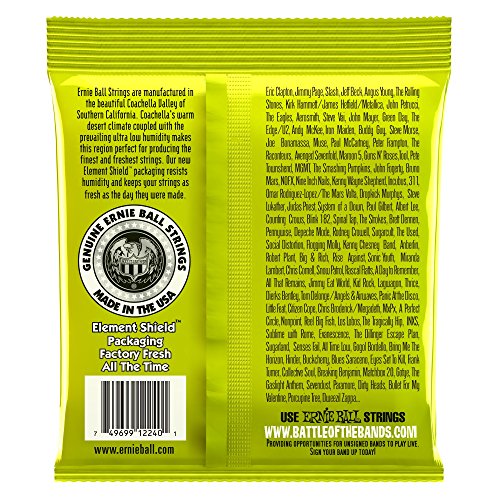 Ernie Ball Strings are manufactured in
the beautiful Coachella Valley of
Southern California. Coachella's warm
desert climate coupled with the
prevailing ultra low humidity makes
this region perfect for producing the
finest and freshest strings. Our new
Element Shield™ packaging resists
humidity and keeps your strings as
fresh as the day they were made.
GENUINE ERNIE BALL STRINGS
MADE IN THE USA
Element Shield™
Packaging
Factory Fresh
All The Time
7 49699 12240 1
www.ernieball.com
Eric Clapton, Jimmy Page, Slash, Jeff Beck, Angus Young, The Rolling
Stones, Kirk Hammett/James Hetfield/Metallica, John Petrucci,
The Eagles, Aerosmith, Steve Vai, John Mayer, Green Day, The
Edge/U2, Andy McKee, Iron Maiden, Buddy Guy, Steve Morse,
Joe Bonamassa, Muse, Paul McCartney, Peter Frampton, The
Raconteurs, Avenged Sevenfold, Maroon 5, Guns N' Roses, Tool, Pete
Townshend, MGMT, The Smashing Pumpkins, John Fogerty, Bruno
Mars, NOFX, Nine Inch Nails, Kenny Wayne Shepherd, Incubus, 311,
Omar Rodriguez-Lopez/The Mars Volta, Dropkick Murphys, Steve
Lukather, Judas Priest, System of a Down, Paul Gilbert, Albert Lee,
Counting Crows, Blink 182, Spinal Tap, The Strokes, Brett Dennen,
Pennywise, Depeche Mode, Rodney Crowell, Sugarcult, The Used,
Social Distortion, Flogging Molly, Kenny Chesney Band, Anberlin,
Robert Plant, Big & Rich, Rise Against, Sonic Youth, Miranda
Lambert, Chris Cornell, Snow Patrol, Rascal Flatts, A Day to Remember,
All That Remains, Jimmy Eat World, Kid Rock, Lagwagon, Thrice,
Dierks Bentley, Tom Delonge/Angels & Airwaves, Panic At The Disco,
Little Feat, Citizen Cope, Chris Broderick/Megadeth, MxPx, A Perfect
Circle, Nonpoint, Reel Big Fish, Los Lobos, The Tragically Hip, INXS,
Sublime with Rome, Evanescence, The Dillinger Escape Plan,
Sugarland, Senses Fail, All Time Low, Gogol Bordello, Bring Me The
Horizon, Hinder, Buckcherry, Blues Saraceno, Eyes Set To Kill, Frank
Turner, Collective Soul, Breaking Benjamin, Matchbox 20, Gotye, The
Gaslight Anthem, Sevendust, Paramore, Dirty Heads, Bullet For My
Valentine, Porcupine Tree, Dweezil Zappa...
USE ERNIE BALL STRINGS
WWW.BATTLEOFTHEBANDS.COM
PROVIDING OPPORTUNITIES FOR UNSIGNED BANDS TO PLAY LIVE.
SIGN YOUR BAND UP TODAY!